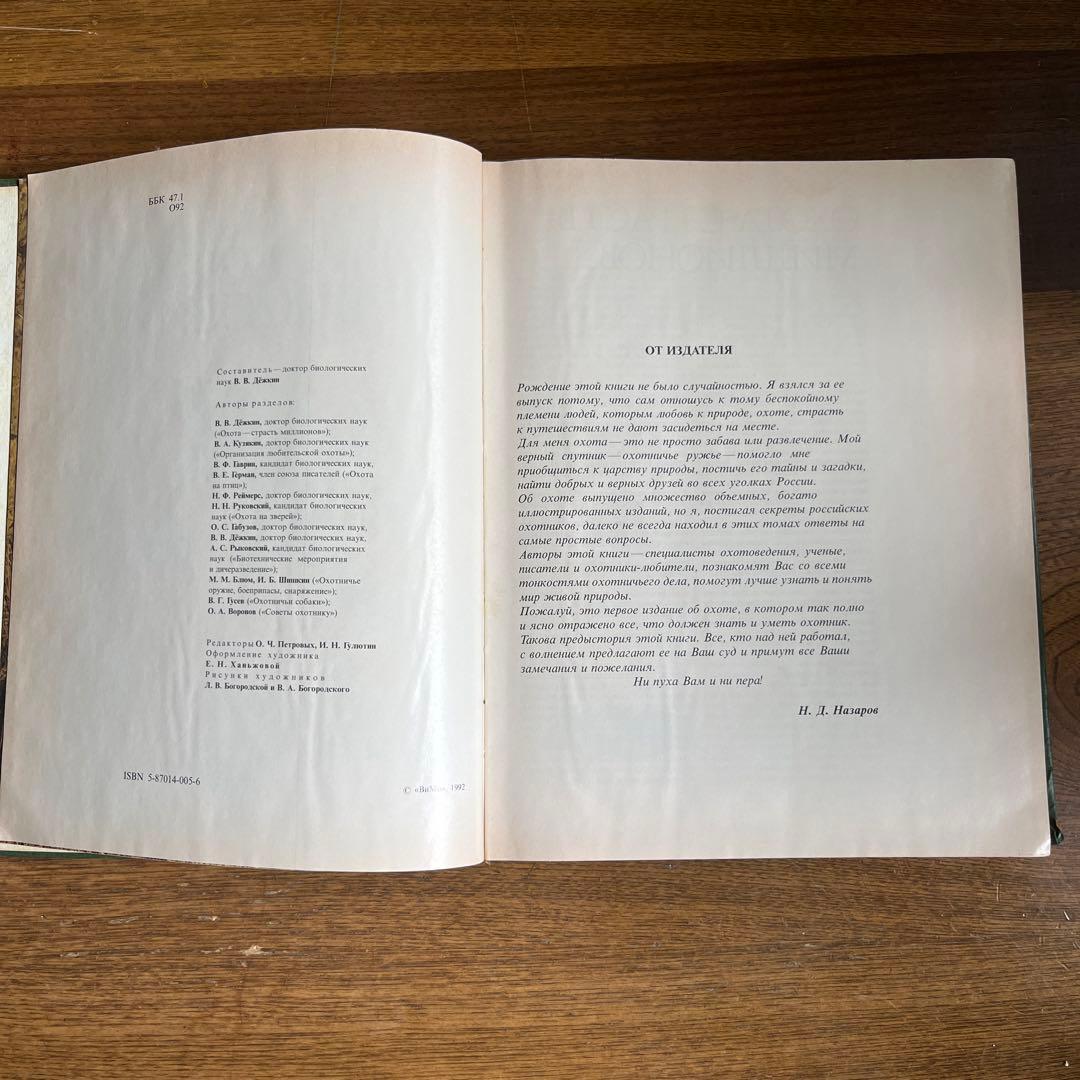 ББК 47.1
О92
Составитель — доктор биологических
наук В. В. Дёжкин
Авторы разделов:
В. В. Дёжкин, доктор биологических наук
(«Охота — страсть миллионов»);
В. А. Кузякин, доктор биологических наук
(«Организация любительской охоты»);
В. Ф. Гаврин, кандидат биологических наук,
В. Е. Герман, член союза писателей («Охота
на птиц»);
Н. Ф. Реймерс, доктор биологических наук,
Н. Н. Руковский, кандидат биологических
наук («Охота на зверей»);
О. С. Габузов, доктор биологических наук,
В. В. Дёжкин, доктор биологических наук,
А. С. Рыковский, кандидат биологических
наук («Биотехнические мероприятия
и дичеразведение»);
М. М. Блюм, И. Б. Шишкин («Охотничье
оружие, боеприпасы, снаряжение»);
В. Г. Гусев («Охотничьи собаки»);
О. А. Воронов («Советы охотнику»)
Редакторы О. Ч. Петровых, И. Н. Гулютин
Оформление художника
Е. Н. Ханьжовой
Рисунки художников
Л. В. Богородской и В. А. Богородского
ISBN 5-87014-005-6
© «ВиМо», 1992
ОТ ИЗДАТЕЛЯ
Рождение этой книги не было случайностью. Я взялся за ее
выпуск потому, что сам отношусь к тому беспокойному
племени людей, которым любовь к природе, охоте, страсть
к путешествиям не дают засидеться на месте.
Для меня охота — это не просто забава или развлечение. Мой
верный спутник — охотничье ружье — помогло мне
приобщиться к царству природы, постичь его тайны и загадки,
найти добрых и верных друзей во всех уголках России.
Об охоте выпущено множество объемных, богато
иллюстрированных изданий, но я, постигая секреты российских
охотников, далеко не всегда находил в этих томах ответы на
самые простые вопросы.
Авторы этой книги — специалисты охотоведения, ученые,
писатели и охотники-любители, познакомят Вас со всеми
тонкостями охотничьего дела, помогут лучше узнать и понять
мир живой природы.
Пожалуй, это первое издание об охоте, в котором так полно
и ясно отражено все, что должен знать и уметь охотник.
Такова предыстория этой книги. Все, кто над ней работал,
с волнением предлагают ее на Ваш суд и примут все Ваши
замечания и пожелания.
Ни пуха Вам и ни пера!
Н. Д. Назаров